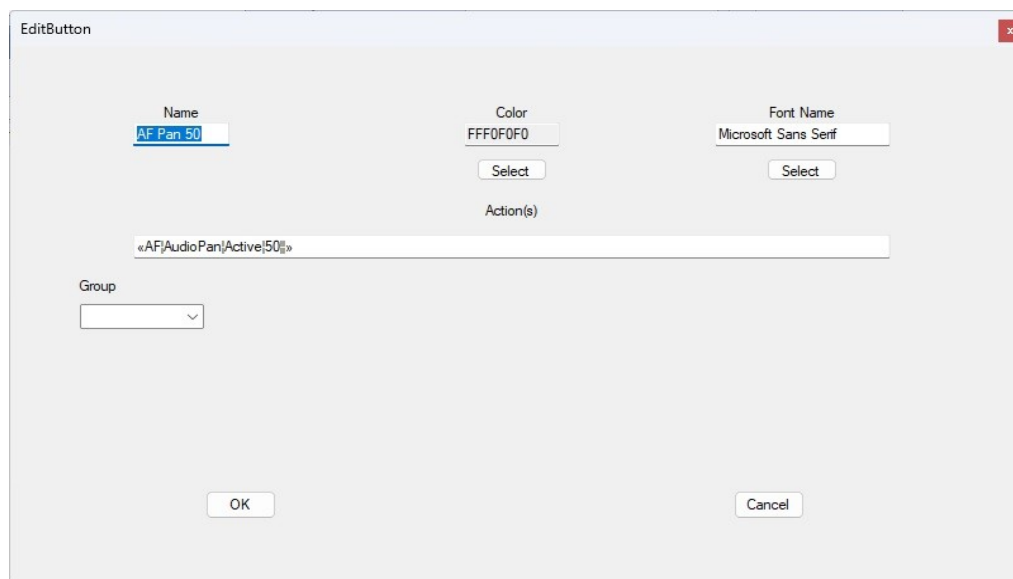 EditButton
x
Name
Color
Font Name
AF Pan 50
FFF0F0F0
Microsoft Sans Serif
Select
Select
Action(s)
«AF¦AudioPan¦Active¦50¦¦»
Group
OK
Cancel